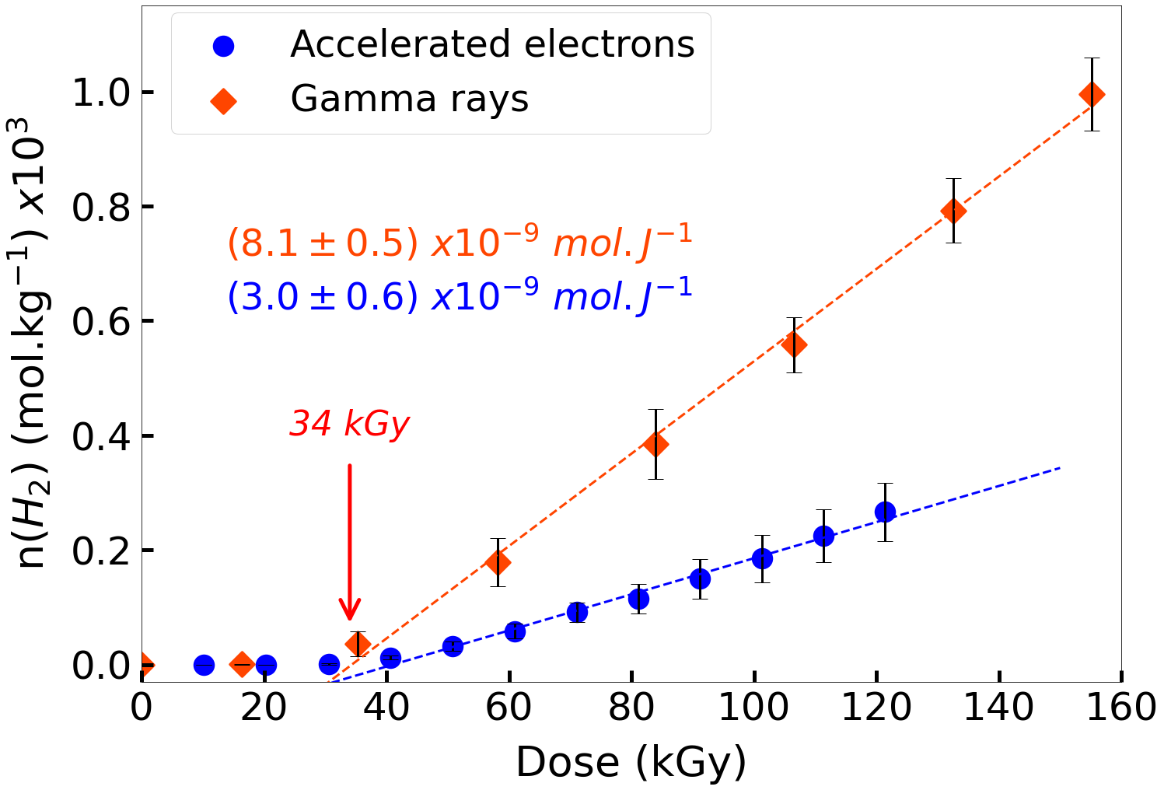 Accelerated electrons
Gamma rays
(8.1 ± 0.5) x10⁻⁹ mol.J⁻¹
(3.0 ± 0.6) x10⁻⁹ mol.J⁻¹
34 kGy
n(H₂) (mol.kg⁻¹) x10³
1.0
0.8
0.6
0.4
0.2
0.0
0 20 40 60 80 100 120 140 160
Dose (kGy)